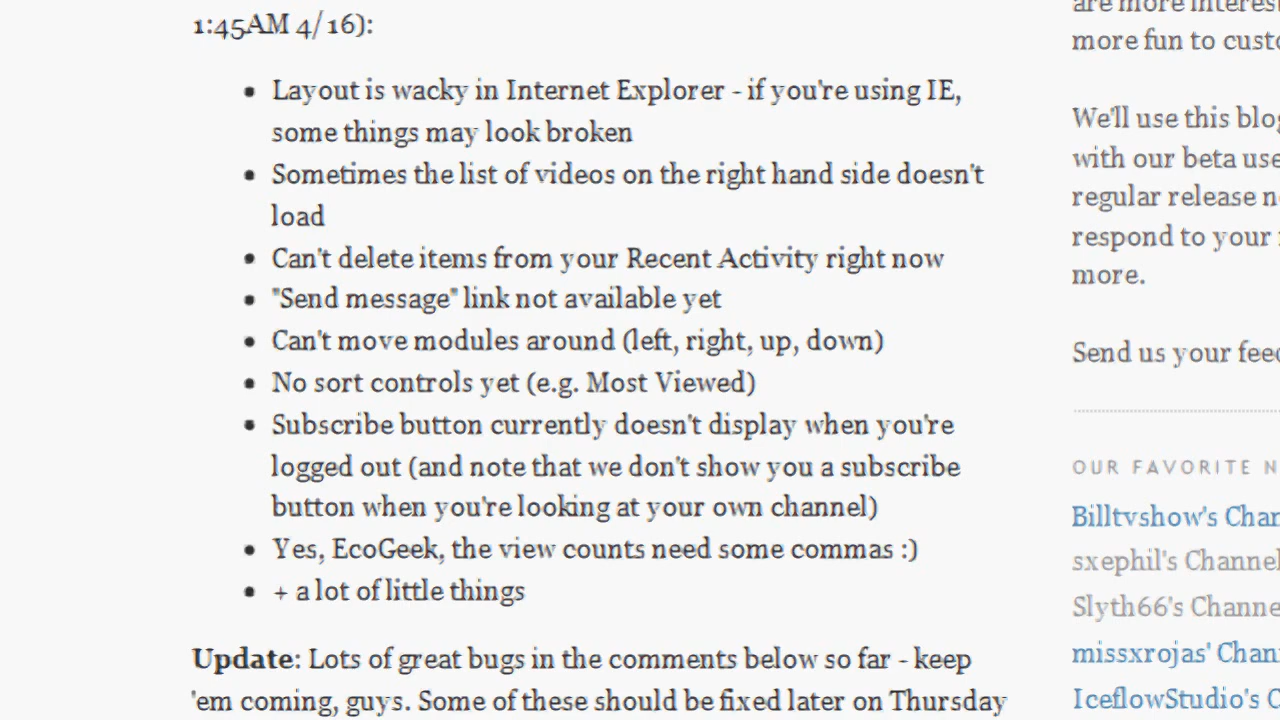 1:45AM 4/16):
• Layout is wacky in Internet Explorer - if you're using IE,
some things may look broken
• Sometimes the list of videos on the right hand side doesn't
load
• Can't delete items from your Recent Activity right now
• "Send message" link not available yet
• Can't move modules around (left, right, up, down)
• No sort controls yet (e.g. Most Viewed)
• Subscribe button currently doesn't display when you're
logged out (and note that we don't show you a subscribe
button when you're looking at your own channel)
• Yes, EcoGeek, the view counts need some commas :)
• + a lot of little things
Update: Lots of great bugs in the comments below so far - keep
'em coming, guys. Some of these should be fixed later on Thursday
are more
more fun to
We'll use this
with our beta
regular release
respond to your
more.
Send us your
OUR FAVORITE
Billtvshow's
sxephil's Channel
Slyth66's
missxrojas'
IceflowStudio's